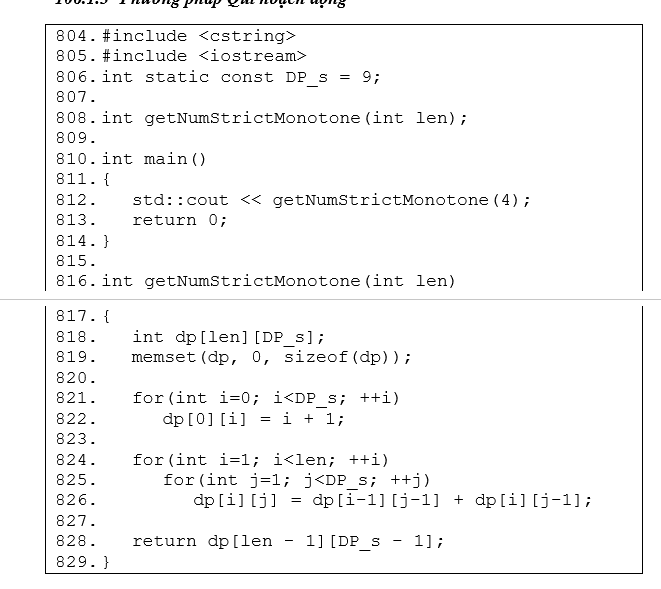 106.1.3 Phương pháp Qui hoạch động
804. #include <cstring>
805. #include <iostream>
806. int static const DP_s = 9;
807.
808. int getNumStrictMonotone(int len);
809.
810. int main()
811. {
812. std::cout << getNumStrictMonotone(4);
813. return 0;
814. }
815.
816. int getNumStrictMonotone(int len)
817. {
818. int dp[len][DP_s];
819. memset(dp, 0, sizeof(dp));
820.
821. for(int i=0; i<DP_s; ++i)
822. dp[0][i] = i + 1;
823.
824. for(int i=1; i<len; ++i)
825. for(int j=1; j<DP_s; ++j)
826. dp[i][j] = dp[i-1][j-1] + dp[i][j-1];
827.
828. return dp[len - 1][DP_s - 1];
829. }